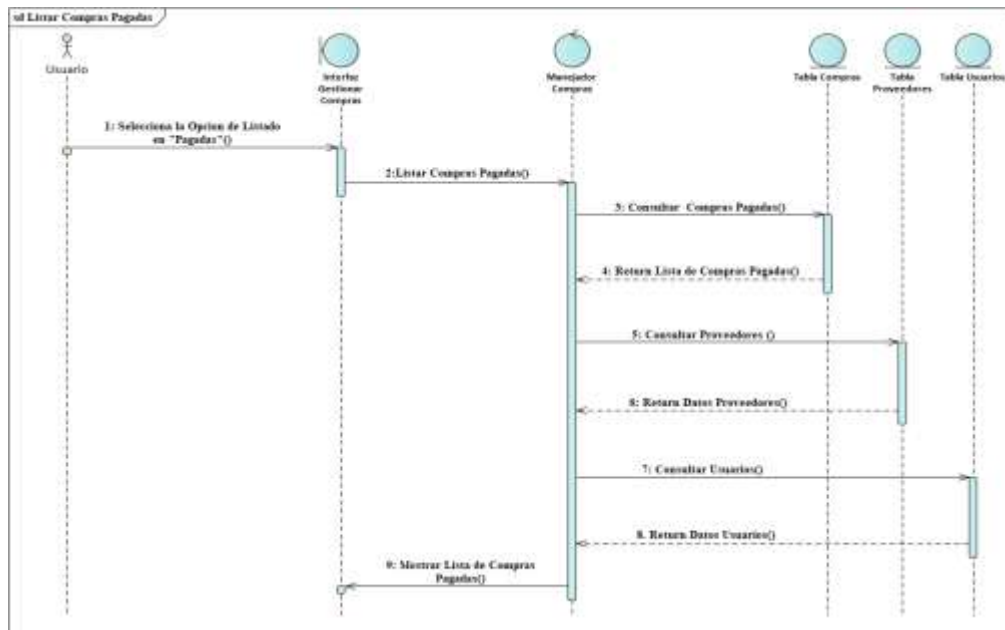 sd Listar Compras Pagadas
Usuario
Interfaz
Gestionar
Compras
Manejador
Compras
Tabla Compras
Tabla
Proveedores
Tabla Usuarios
1: Selecciona la Opcion de Listado
en "Pagadas"()
2:Listar Compras Pagadas()
3: Consultar Compras Pagadas()
4: Return Lista de Compras Pagadas()
5: Consultar Proveedores ()
8: Return Datos Proveedores()
7: Consultar Usuarios()
8. Return Datos Usuarios()
9: Mostrar Lista de Compras
Pagadas()